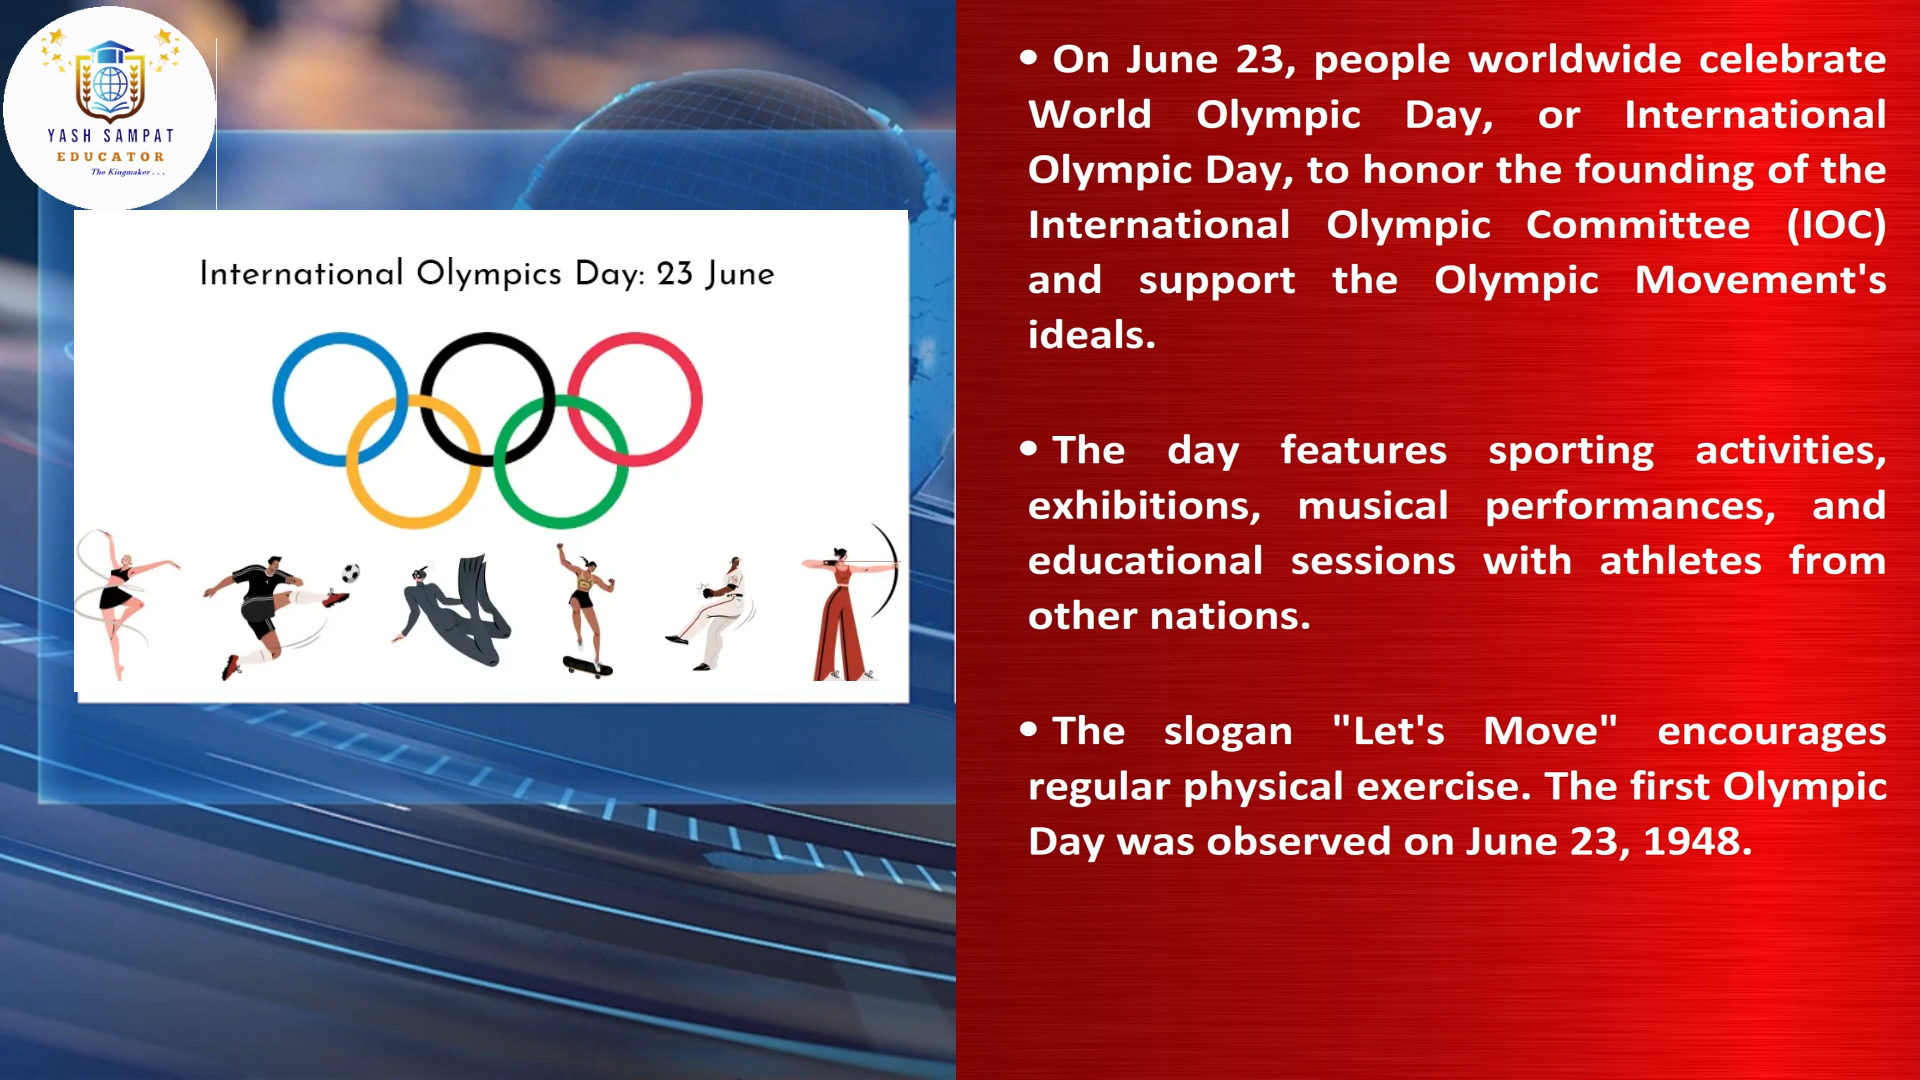 YASH SAMPAT
EDUCATOR
The Kingmaker . . .
International Olympics Day: 23 June
• On June 23, people worldwide celebrate
World Olympic Day, or International
Olympic Day, to honor the founding of the
International Olympic Committee (IOC)
and support the Olympic Movement's
ideals.
• The day features sporting activities,
exhibitions, musical performances, and
educational sessions with athletes from
other nations.
• The slogan "Let's Move" encourages
regular physical exercise. The first Olympic
Day was observed on June 23, 1948.